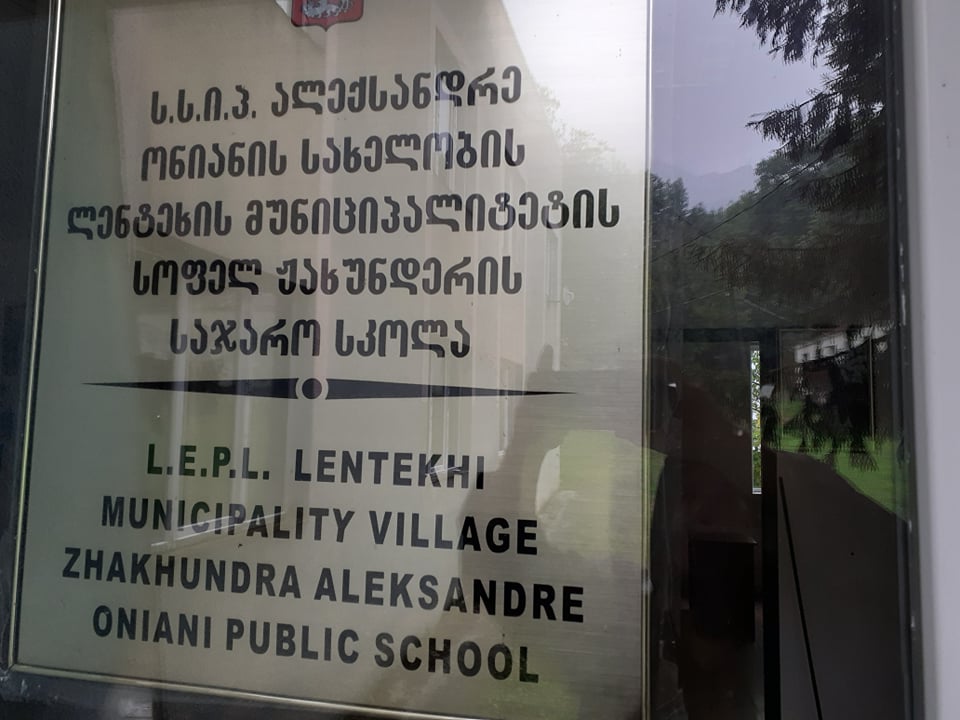 ს.ს.ი.პ. ალექსანდრე
ონიანის სახელობის
ლენტეხის მუნიციპალიტეტის
სოფელ ჟახუნდერის
საჯარო სკოლა
L.E.P.L. LENTEKHI
MUNICIPALITY VILLAGE
ZHAKHUNDRA ALEKSANDRE
ONIANI PUBLIC SCHOOL